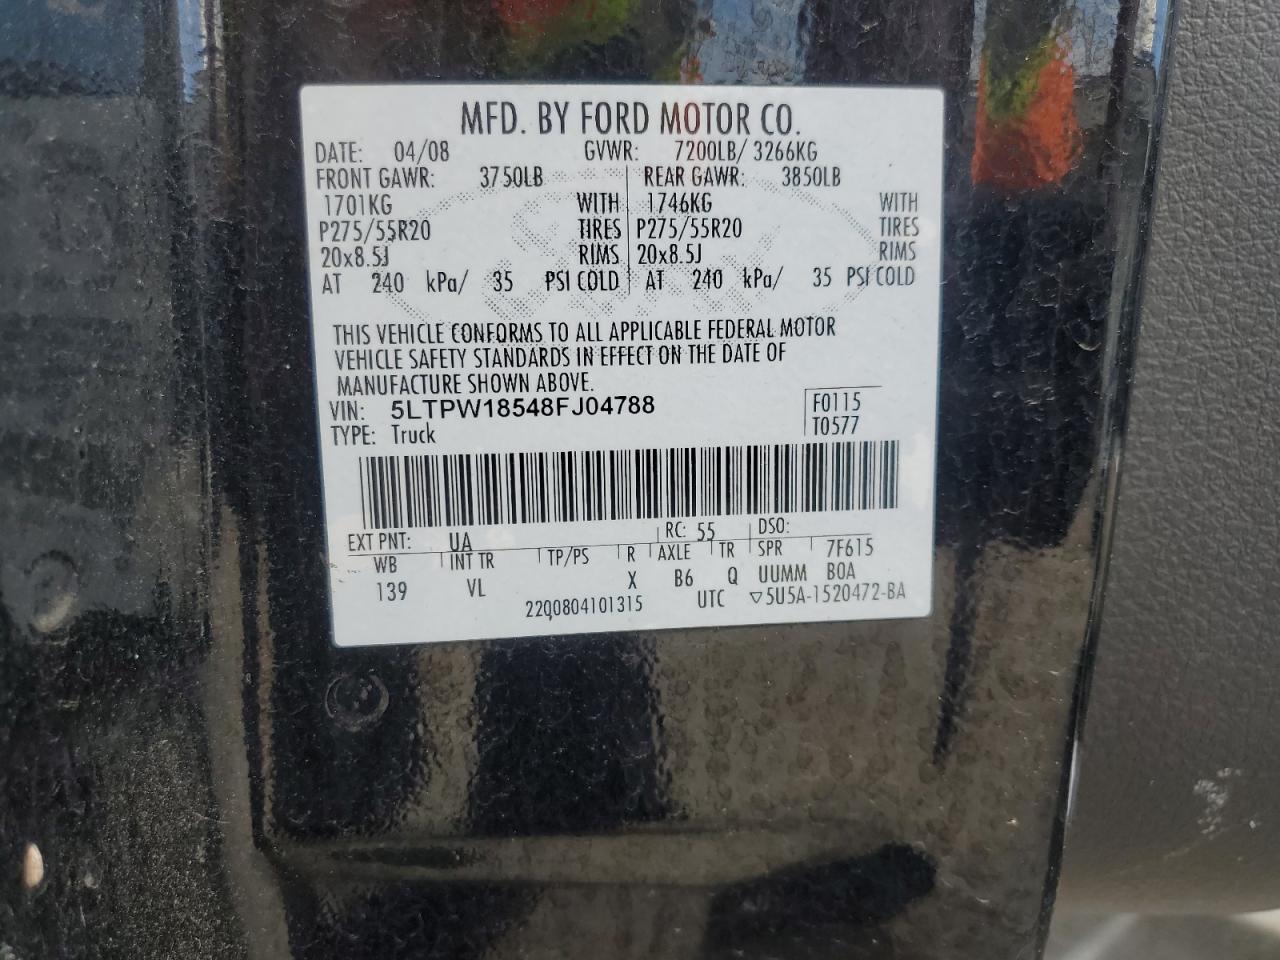 MFD. BY FORD MOTOR CO.
DATE: 04/08 GVWR: 7200LB/ 3266KG
FRONT GAWR: 3750LB REAR GAWR: 3850LB
1701KG WITH 1746KG WITH
P275/55R20 TIRES P275/55R20 TIRES
20x8.5J RIMS 20x8.5J RIMS
AT 240 kPa/ 35 PSI COLD AT 240 kPa/ 35 PSI COLD
THIS VEHICLE CONFORMS TO ALL APPLICABLE FEDERAL MOTOR
VEHICLE SAFETY STANDARDS IN EFFECT ON THE DATE OF
MANUFACTURE SHOWN ABOVE.
VIN: 5LTPW18548FJ04788 F0115
TYPE: Truck T0577
EXT PNT: UA RC: 55 DSO:
WB INT TR TP/PS R AXLE TR SPR 7F615
139 VL X B6 Q UUMM BOA
22Q0804101315 UTC ▽5U5A-1520472-BA